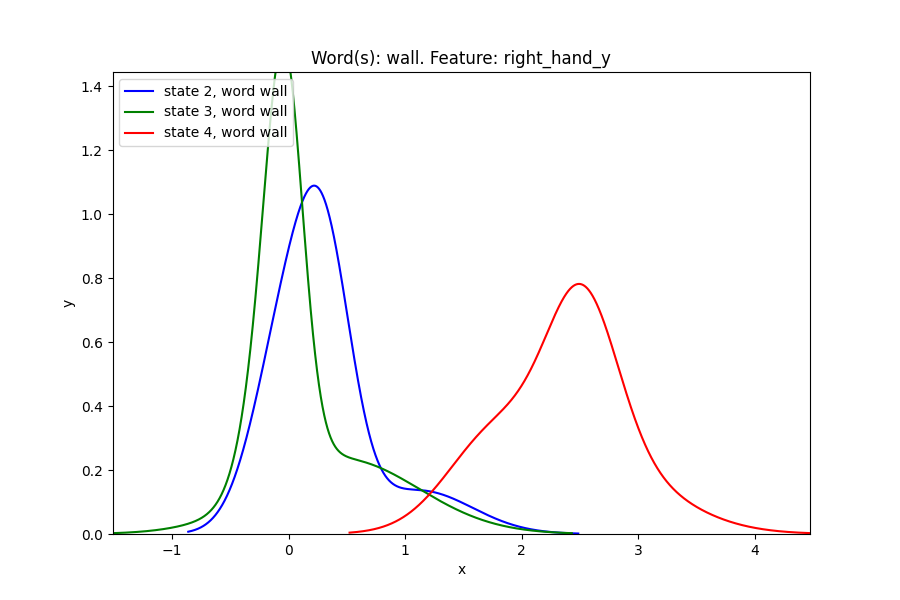 Word(s): wall. Feature: right_hand_y
state 2, word wall
state 3, word wall
state 4, word wall
1.4
1.2
1.0
0.8
0.6
0.4
0.2
0.0
y
−1 0 1 2 3 4
x